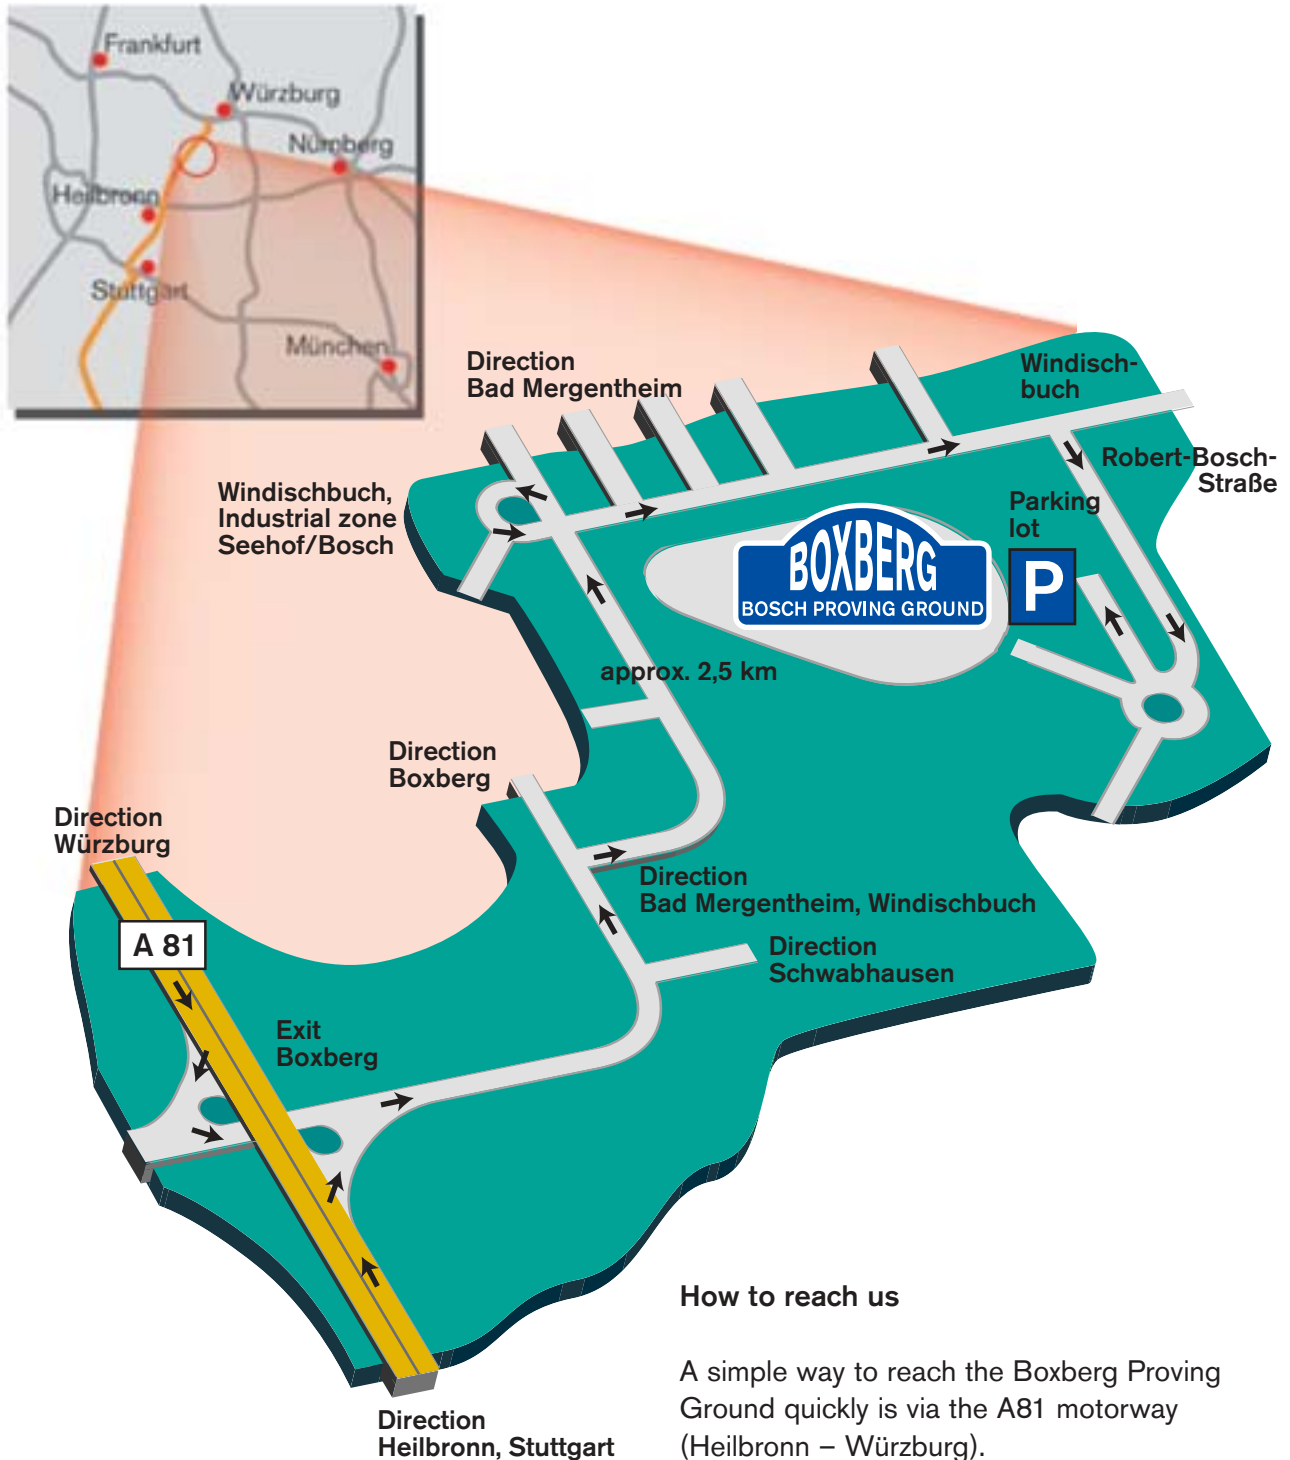 Frankfurt
Würzburg
Nürnberg
Heilbronn
Stuttgart
München
Direction
Bad Mergentheim
Windisch-
buch
Robert-Bosch-
Straße
Windischbuch,
Industrial zone
Seehof/Bosch
Parking
lot
P
BOXBERG
BOSCH PROVING GROUND
approx. 2,5 km
Direction
Boxberg
Direction
Würzburg
Direction
Bad Mergentheim, Windischbuch
A 81
Direction
Schwabhausen
Exit
Boxberg
Direction
Heilbronn, Stuttgart
How to reach us
A simple way to reach the Boxberg Proving
Ground quickly is via the A81 motorway
(Heilbronn – Würzburg).